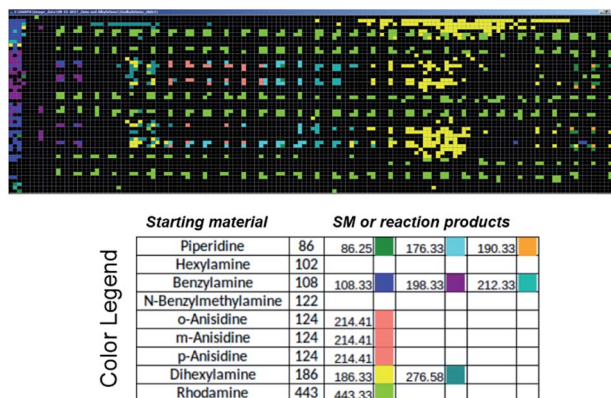 Starting material SM or reaction products
Color Legend
Piperidine 86 86.25 176.33 190.33
Hexylamine 102
Benzylamine 108 108.33 198.33 212.33
N-Benzylmethylamine 122
o-Anisidine 124 214.41
m-Anisidine 124 214.41
p-Anisidine 124 214.41
Dihexylamine 186 186.33 276.58
Rhodamine 443 443.33